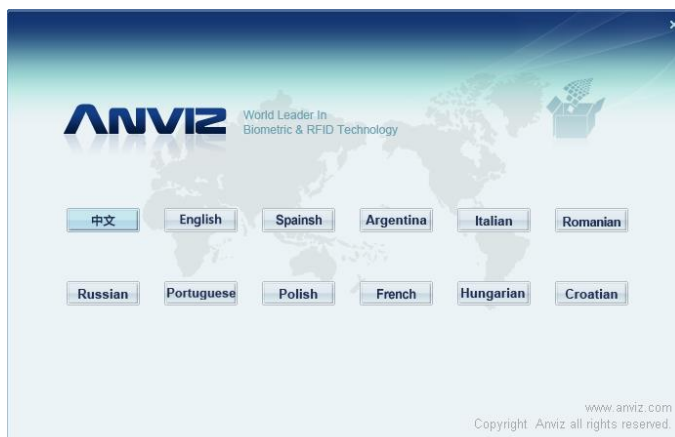 ANVIZ
World Leader In
Biometric & RFID Technology
中文 English Spainsh Argentina Italian Romanian
Russian Portuguese Polish French Hungarian Croatian
www.anviz.com
Copyright Anviz all rights reserved.